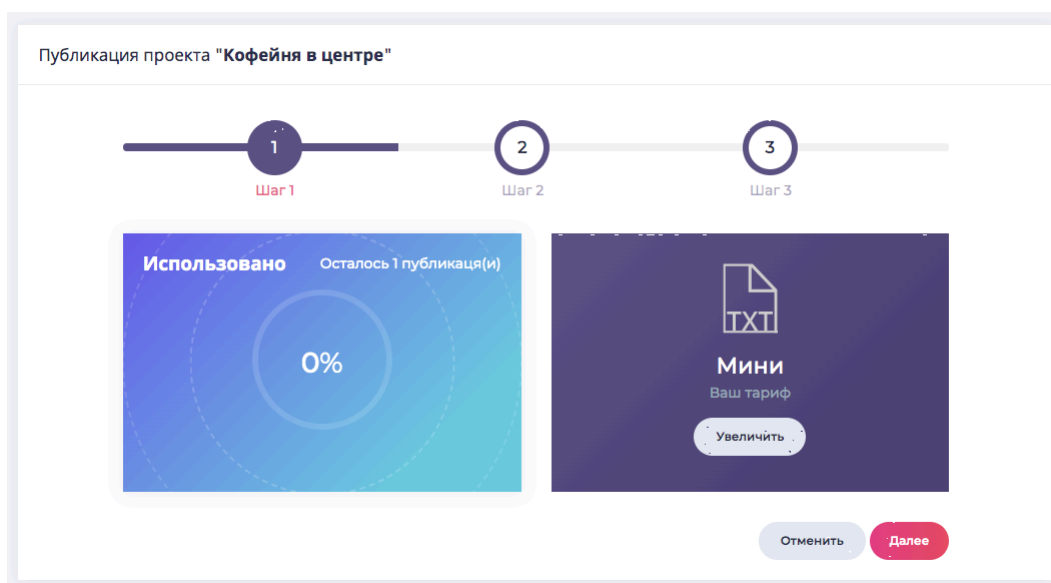 Публикация проекта "Кофейня в центре"
1
2
3
Шаг 1
Шаг 2
Шаг 3
Использовано
Осталось 1 публикаця(и)
0%
TXT
Мини
Ваш тариф
Увеличить
Отменить
Далее